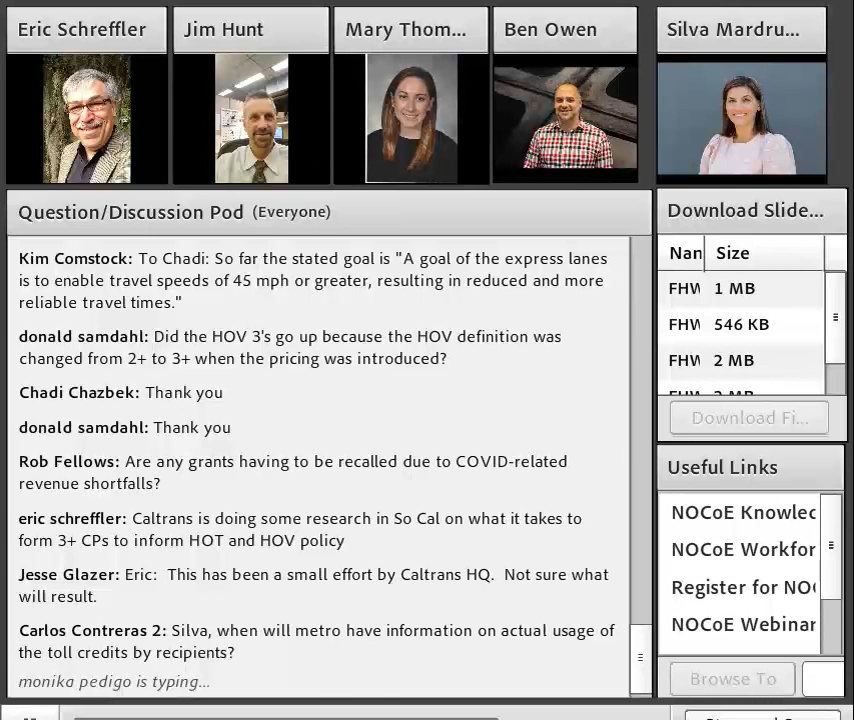 Eric Schreffler
Jim Hunt
Mary Thom...
Ben Owen
Silva Mardru...
Question/Discussion Pod (Everyone)
Kim Comstock: To Chadi: So far the stated goal is "A goal of the express lanes
is to enable travel speeds of 45 mph or greater, resulting in reduced and more
reliable travel times."
donald samdahl: Did the HOV 3's go up because the HOV definition was
changed from 2+ to 3+ when the pricing was introduced?
Chadi Chazbek: Thank you
donald samdahl: Thank you
Rob Fellows: Are any grants having to be recalled due to COVID-related
revenue shortfalls?
eric schreffler: Caltrans is doing some research in So Cal on what it takes to
form 3+ CPs to inform HOT and HOV policy
Jesse Glazer: Eric: This has been a small effort by Caltrans HQ. Not sure what
will result.
Carlos Contreras 2: Silva, when will metro have information on actual usage of
the toll credits by recipients?
monika pedigo is typing...
Download Slide...
Nan Size
FHW 1 MB
FHW 546 KB
FHW 2 MB
Download Fi...
Useful Links
NOCoE Knowlec
NOCoE Workfor
Register for NO
NOCoE Webinar
Browse To